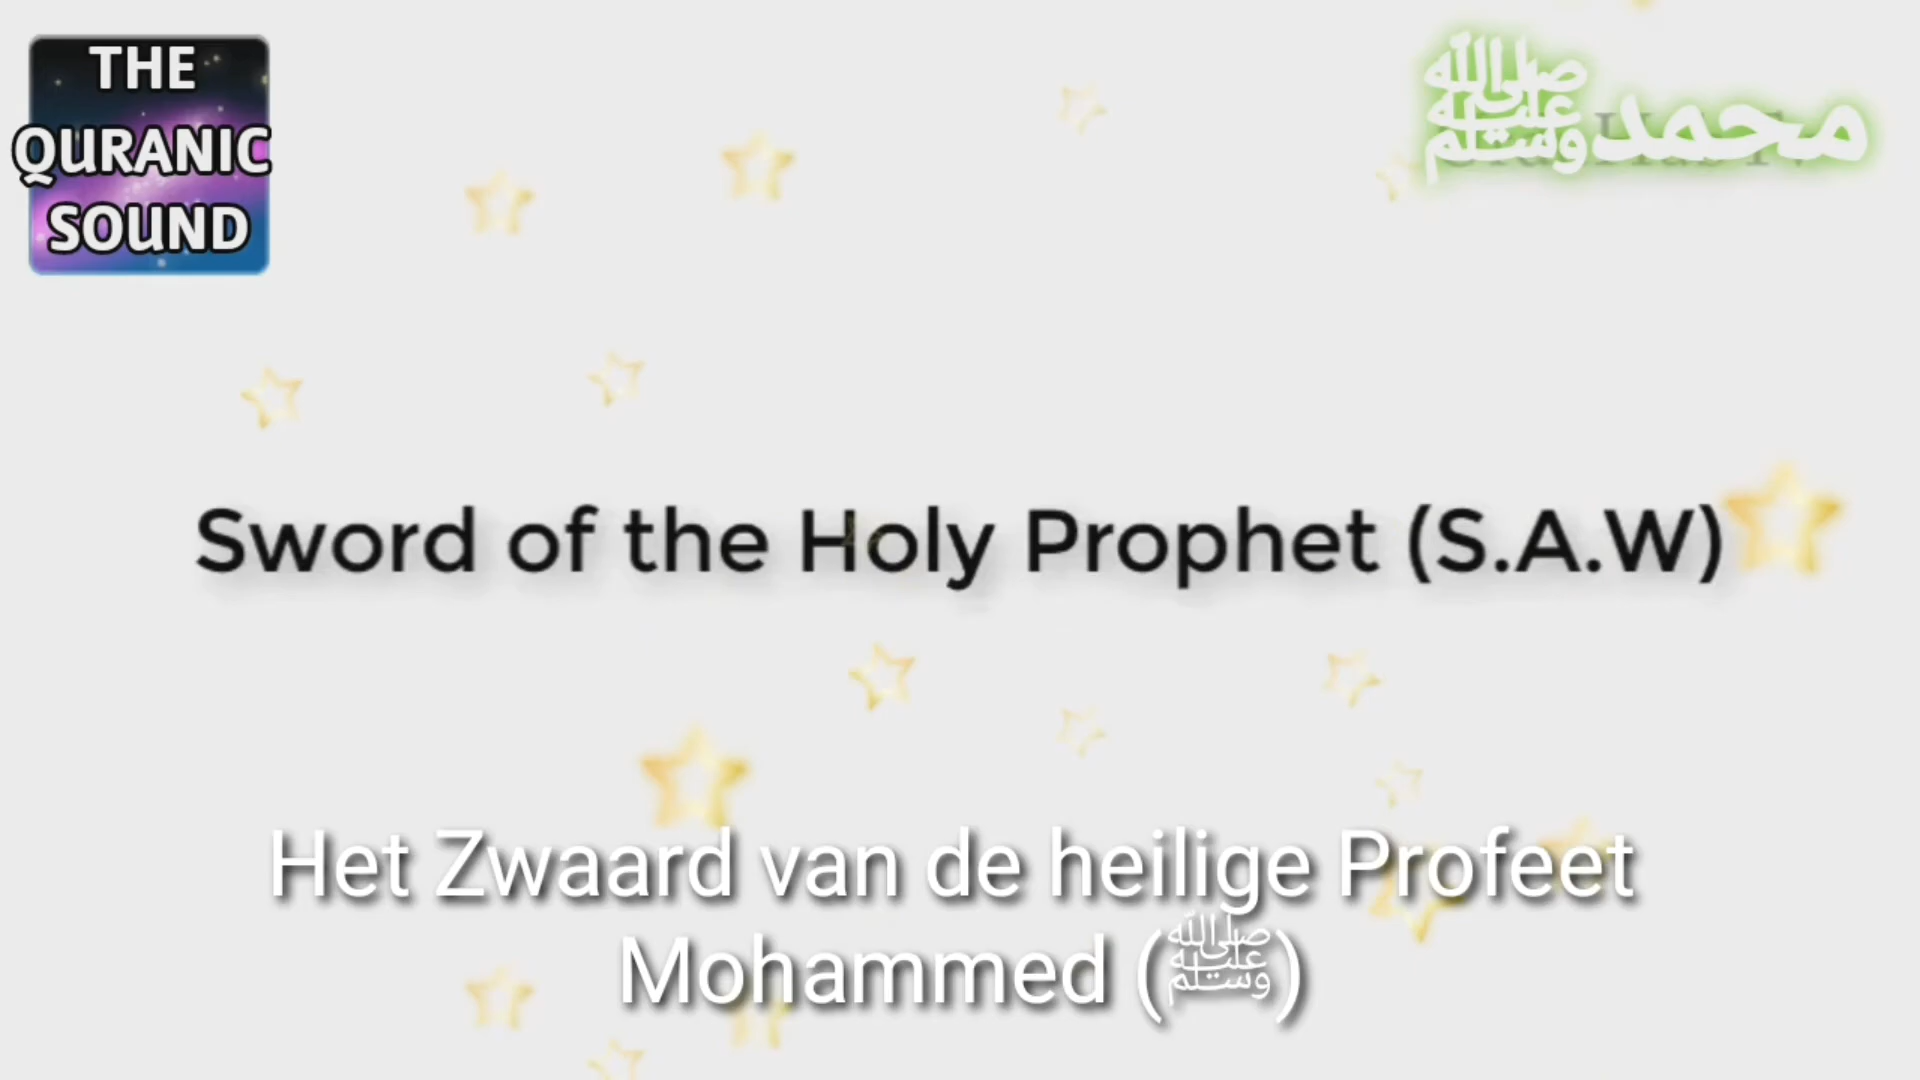 THE
QURANIC
SOUND
محمد ﷺ
Sword of the Holy Prophet (S.A.W)
Het Zwaard van de heilige Profeet
Mohammed (ﷺ)